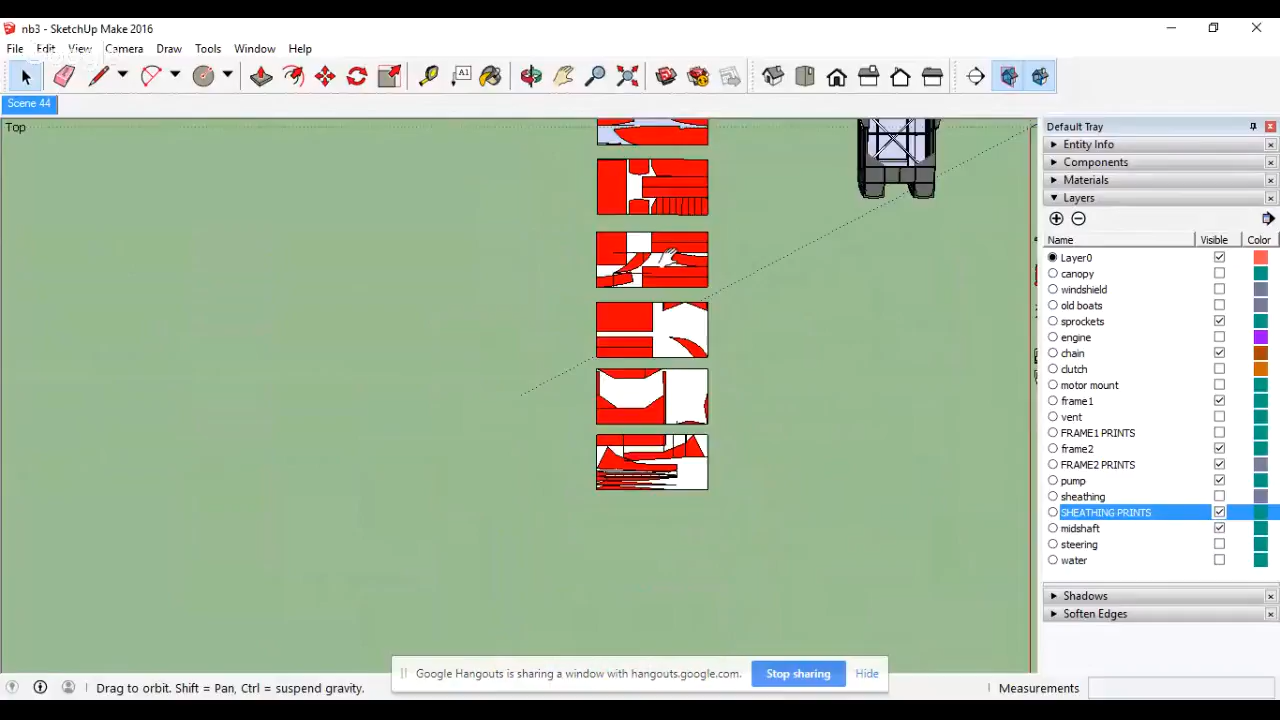 nb3 - SketchUp Make 2016
File Edit View Camera Draw Tools Window Help
A1
Scene 44
Top
Default Tray
Entity Info
Components
Materials
Layers
Name Visible Color
Layer0
canopy
windshield
old boats
sprockets
engine
chain
clutch
motor mount
frame1
vent
FRAME1 PRINTS
frame2
FRAME2 PRINTS
pump
sheathing
SHEATHING PRINTS
midshaft
steering
water
Shadows
Soften Edges
Google Hangouts is sharing a window with hangouts.google.com. Stop sharing Hide
Drag to orbit. Shift = Pan, Ctrl = suspend gravity. Measurements